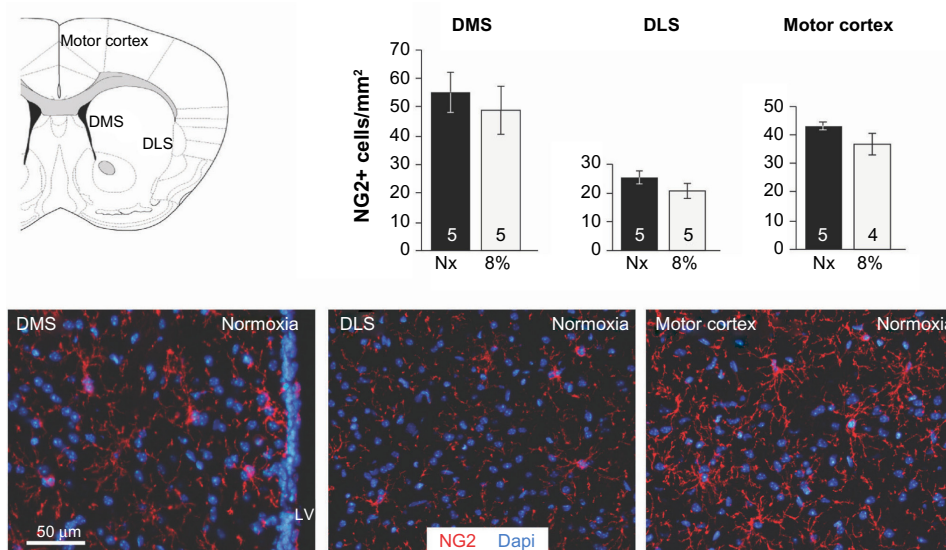 Motor cortex
DMS
DLS
DMS DLS Motor cortex
NG2+ cells/mm²
70
60
50
40
30
20
10
0
5 5
Nx 8%
30
20
10
0
5 5
Nx 8%
50
40
30
20
10
0
5 4
Nx 8%
DMS Normoxia
LV
50 μm
DLS Normoxia
Motor cortex Normoxia
NG2 Dapi